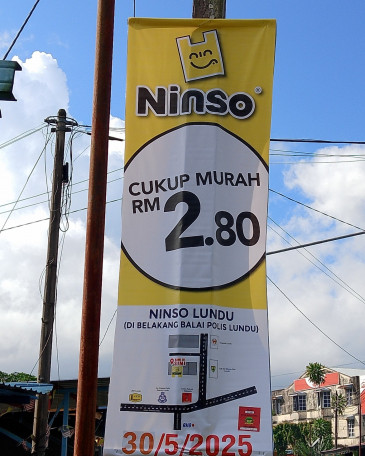 Ninso®
CUKUP MURAH
RM 2.80
NINSO LUNDU
(DI BELAKANG BALAI POLIS LUNDU)
30/5/2025